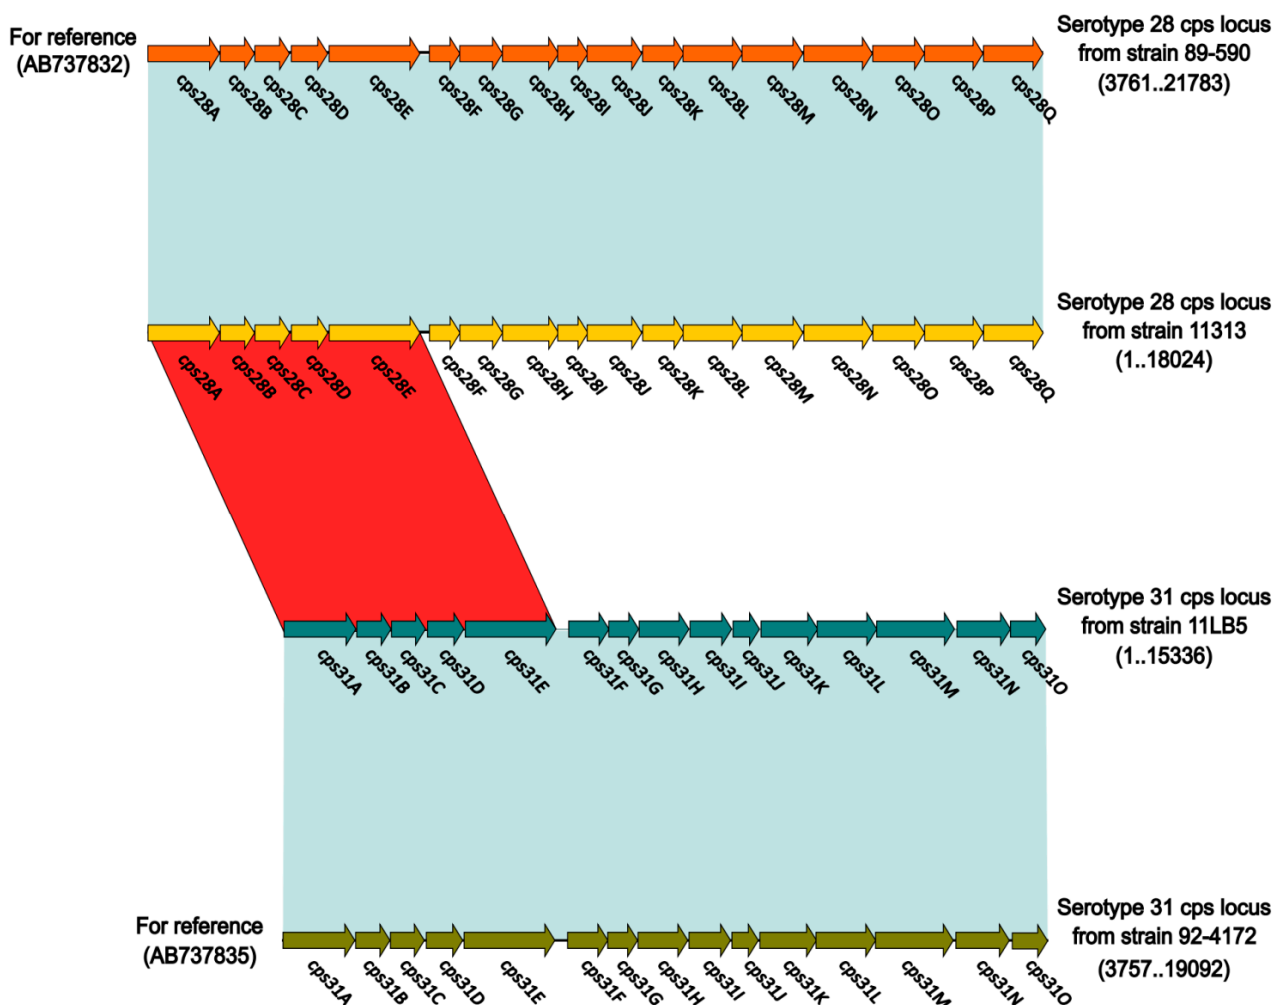 For reference
(AB737832)
Serotype 28 cps locus
from strain 89-590
(3761..21783)
cps28A cps28B cps28C cps28D cps28E cps28F cps28G cps28H cps28I cps28J cps28K cps28L cps28M cps28N cps28O cps28P cps28Q
Serotype 28 cps locus
from strain 11313
(1..18024)
cps28A cps28B cps28C cps28D cps28E cps28F cps28G cps28H cps28I cps28J cps28K cps28L cps28M cps28N cps28O cps28P cps28Q
Serotype 31 cps locus
from strain 11LB5
(1..15336)
cps31A cps31B cps31C cps31D cps31E cps31F cps31G cps31H cps31I cps31J cps31K cps31L cps31M cps31N cps31O
For reference
(AB737835)
Serotype 31 cps locus
from strain 92-4172
(3757..19092)
cps31A cps31B cps31C cps31D cps31E cps31F cps31G cps31H cps31I cps31J cps31K cps31L cps31M cps31N cps31O